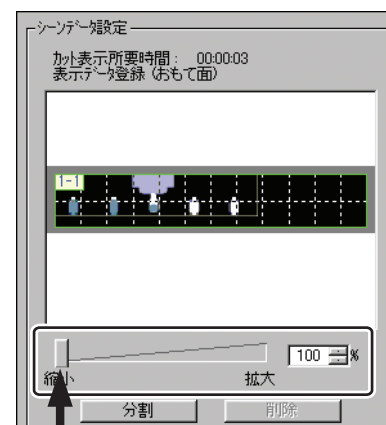 シーンデータ設定
カット表示所要時間： 00:00:03
表示データ登録（おもて面）
1-1
100 %
縮小 拡大
分割 削除